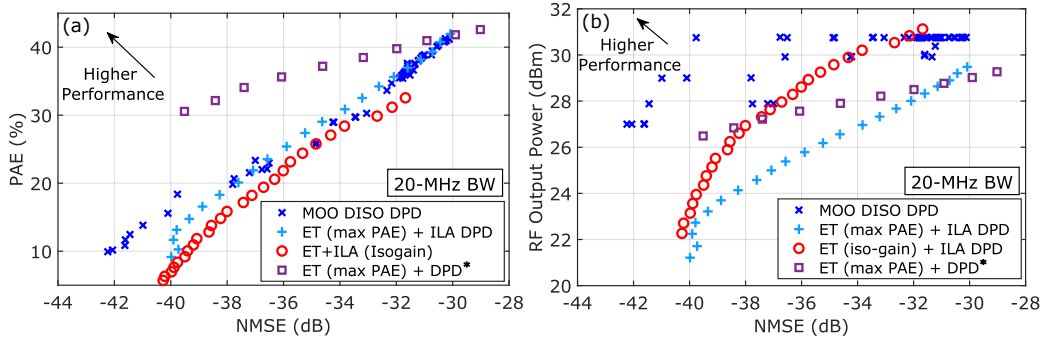 (a)
Higher
Performance
PAE (%)
40
30
20
10
20-MHz BW
MOO DISO DPD
ET (max PAE) + ILA DPD
ET+ILA (Isogain)
ET (max PAE) + DPD*
-42
-40
-38
-36
-34
-32
-30
-28
NMSE (dB)
(b)
Higher
Performance
RF Output Power (dBm)
32
30
28
26
24
22
20
20-MHz BW
MOO DISO DPD
ET (max PAE) + ILA DPD
ET (iso-gain) + ILA DPD
ET (max PAE) + DPD*
-42
-40
-38
-36
-34
-32
-30
-28
NMSE (dB)